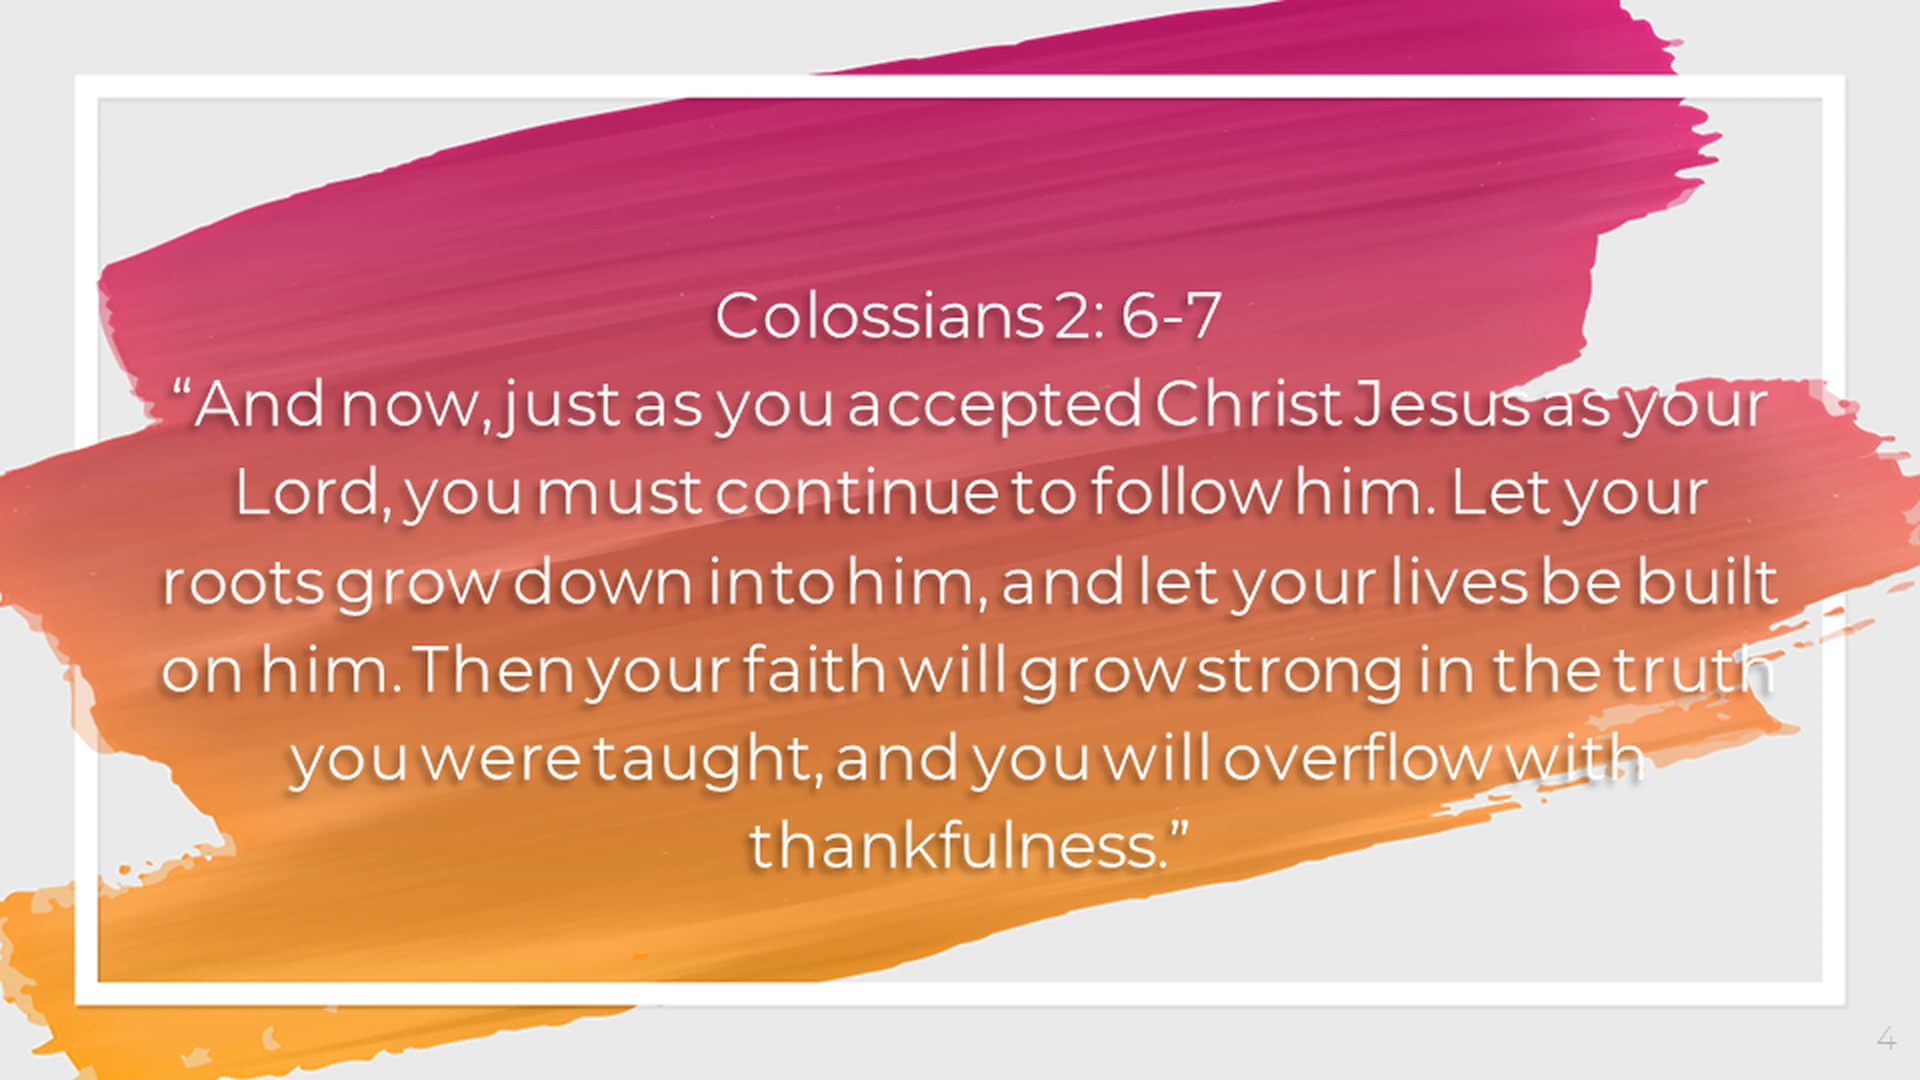 Colossians 2: 6-7
“And now, just as you accepted Christ Jesus as your
Lord, you must continue to follow him. Let your
roots grow down into him, and let your lives be built
on him. Then your faith will grow strong in the truth
you were taught, and you will overflow with
thankfulness.”
4